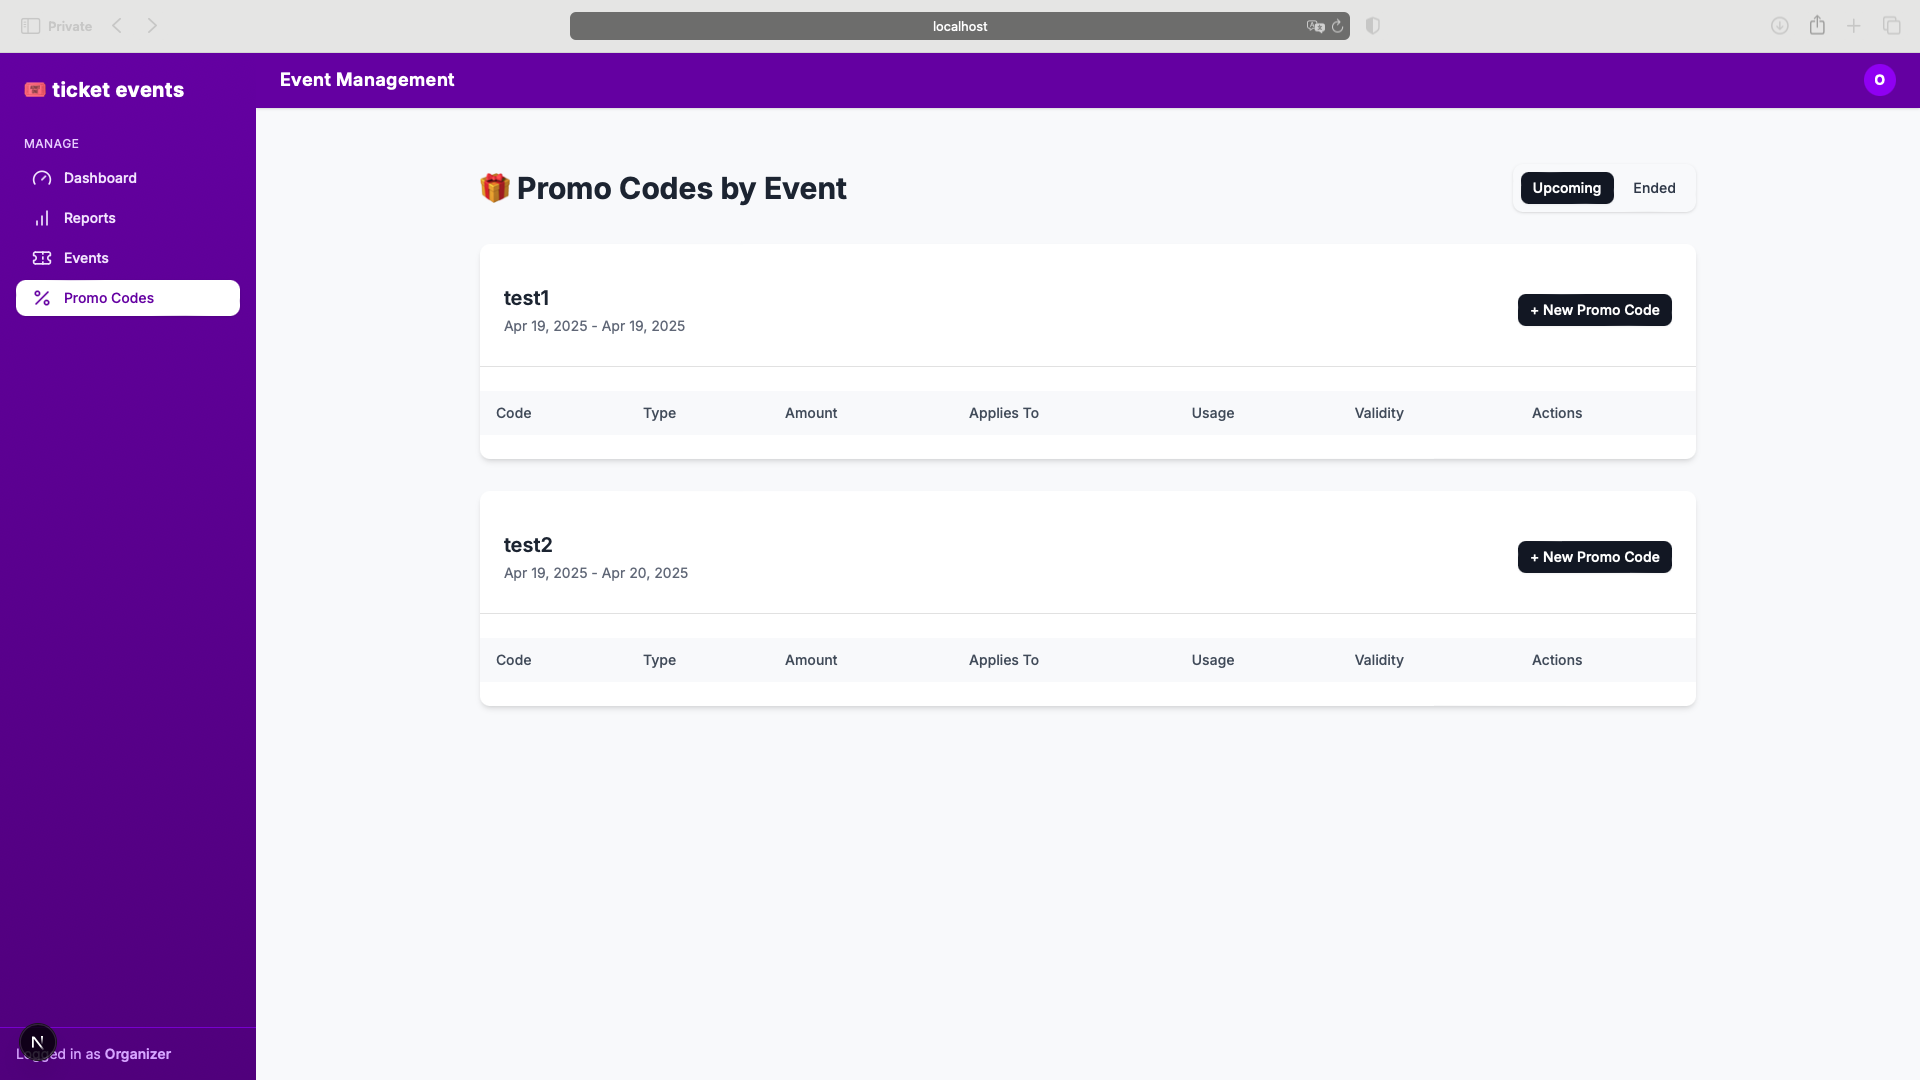 Private
localhost
ticket events
Event Management
O
MANAGE
Dashboard
Reports
Events
Promo Codes
Promo Codes by Event
Upcoming
Ended
test1
Apr 19, 2025 - Apr 19, 2025
+ New Promo Code
Code Type Amount Applies To Usage Validity Actions
test2
Apr 19, 2025 - Apr 20, 2025
+ New Promo Code
Code Type Amount Applies To Usage Validity Actions
N
Logged in as Organizer